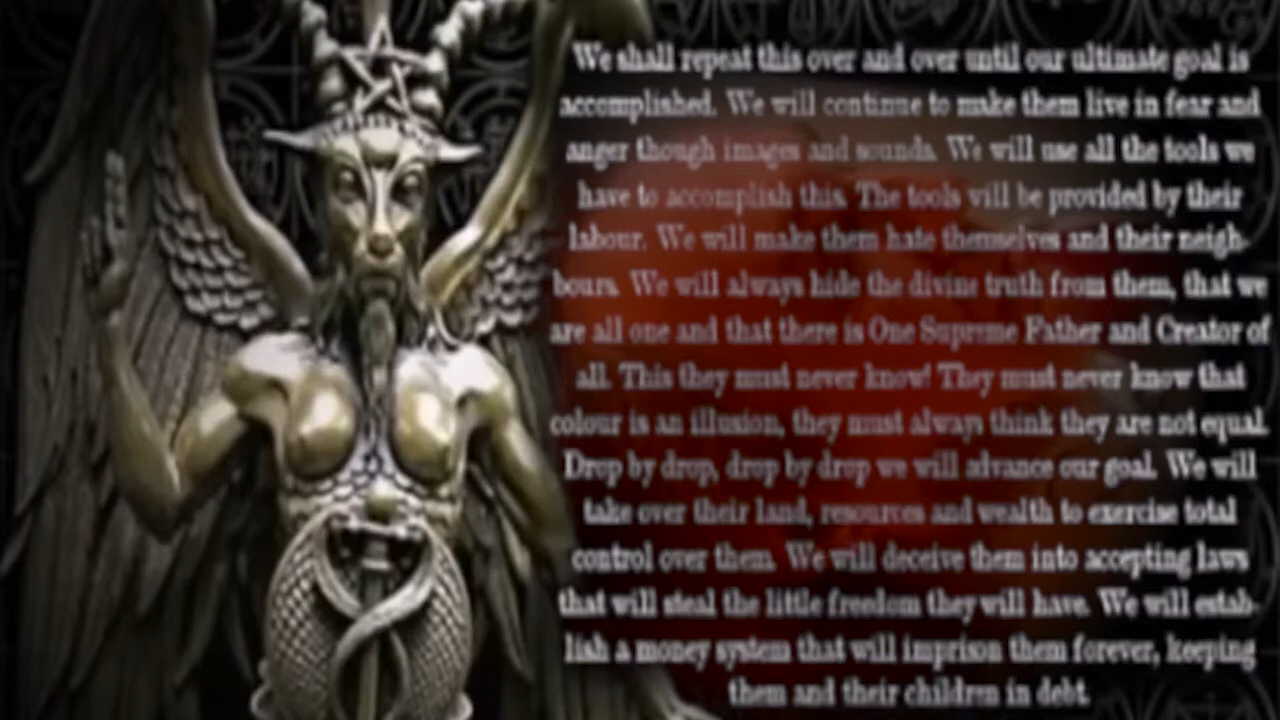 We shall repeat this over and over until our ultimate goal is
accomplished. We will continue to make them live in fear and
anger though images and sounds. We will use all the tools we
have to accomplish this. The tools will be provided by their
labour. We will make them hate themselves and their neigh-
bours. We will always hide the divine truth from them, that we
are all one and that there is One Supreme Father and Creator of
all. This they must never know! They must never know that
colour is an illusion, they must always think they are not equal.
Drop by drop, drop by drop we will advance our goal. We will
take over their land, resources and wealth to exercise total
control over them. We will deceive them into accepting laws
that will steal the little freedom they will have. We will estab-
lish a money system that will imprison them forever, keeping
them and their children in debt.